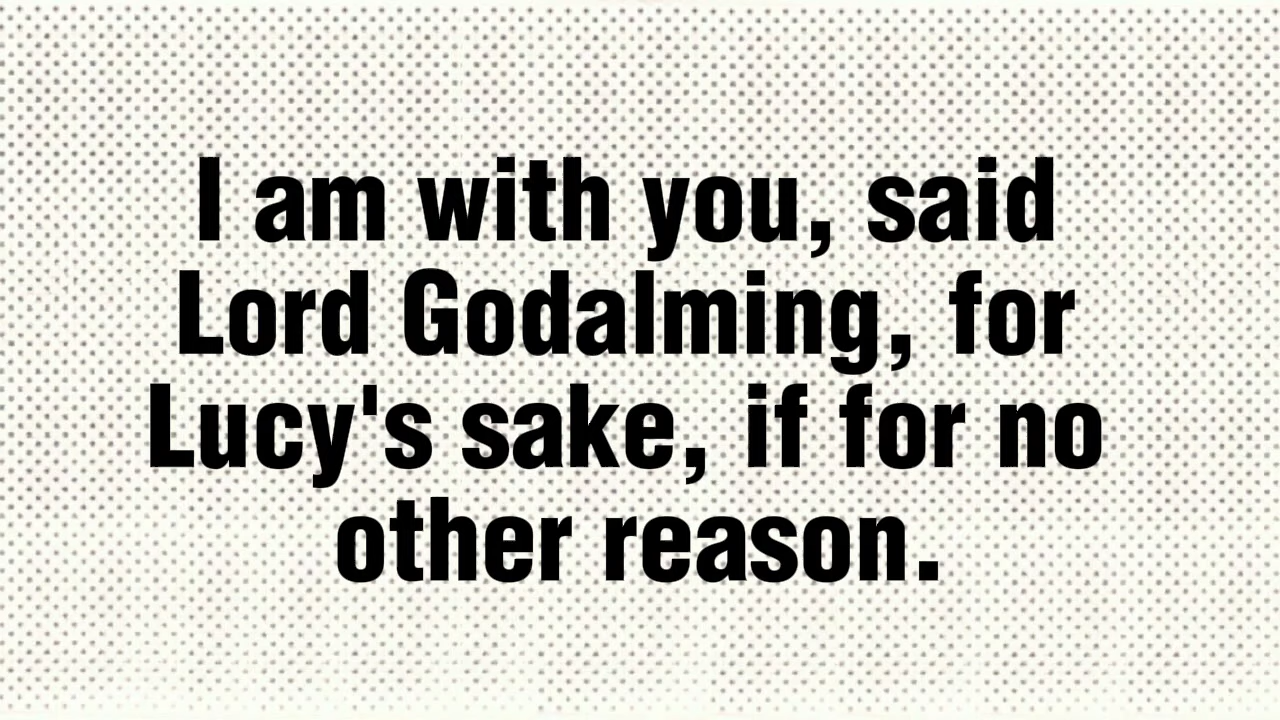 I am with you, said
Lord Godalming, for
Lucy's sake, if for no
other reason.